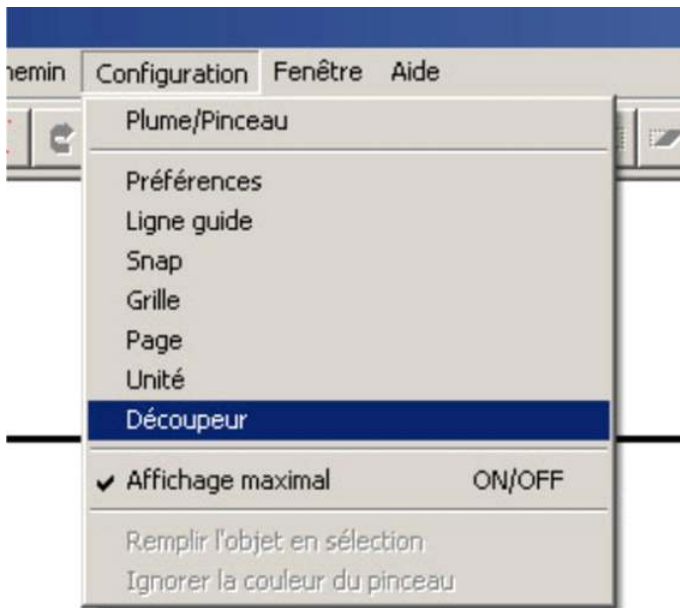 Configuration Fenêtre Aide
Plume/Pinceau
Préférences
Ligne guide
Snap
Grille
Page
Unité
Découpeur
Affichage maximal ON/OFF
Remplir l'objet en sélection
Ignorer la couleur du pinceau